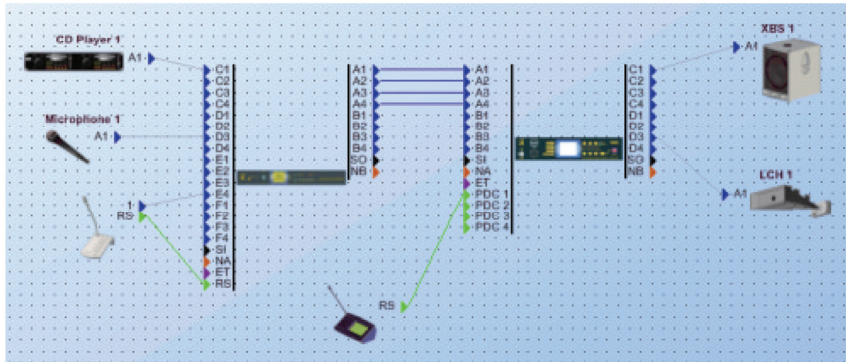 CD Player 1
A1
Microphone 1
A1
1
RS
C1
C2
C3
C4
D1
D2
D3
D4
E1
E2
E3
E4
F1
F2
F3
F4
SI
NA
ET
RS
A1
A2
A3
A4
B1
B2
B3
B4
SO
NB
A1
A2
A3
A4
B1
B2
B3
B4
SI
NA
ET
PDC 1
PDC 2
PDC 3
PDC 4
RS
C1
C2
C3
C4
D1
D2
D3
D4
SO
NB
XBS 1
A1
LCH 1
A1